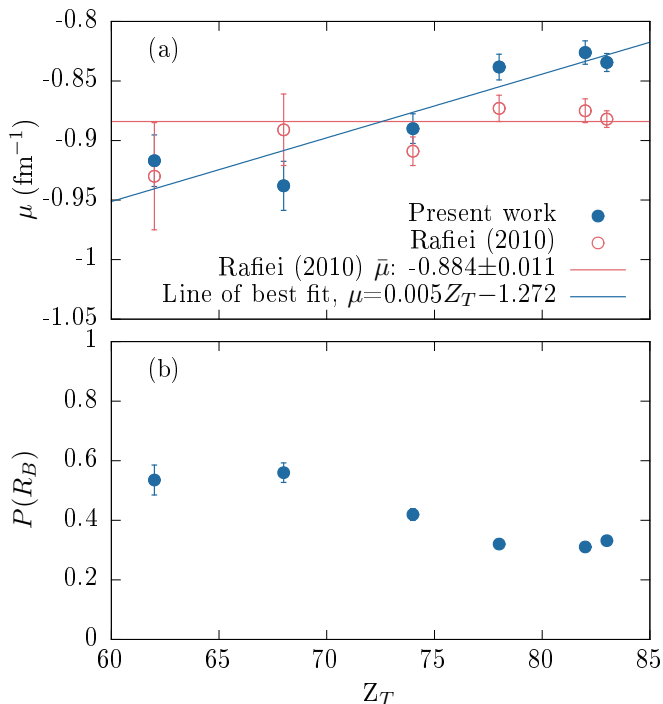 -0.8
(a)
-0.85
-0.9
μ (fm⁻¹)
-0.95
Present work
Rafiei (2010)
-1
Rafiei (2010) μ̄: -0.884±0.011
Line of best fit, μ=0.005Z_T−1.272
-1.05
1
(b)
0.8
0.6
P(R_B)
0.4
0.2
0
60 65 70 75 80 85
Z_T